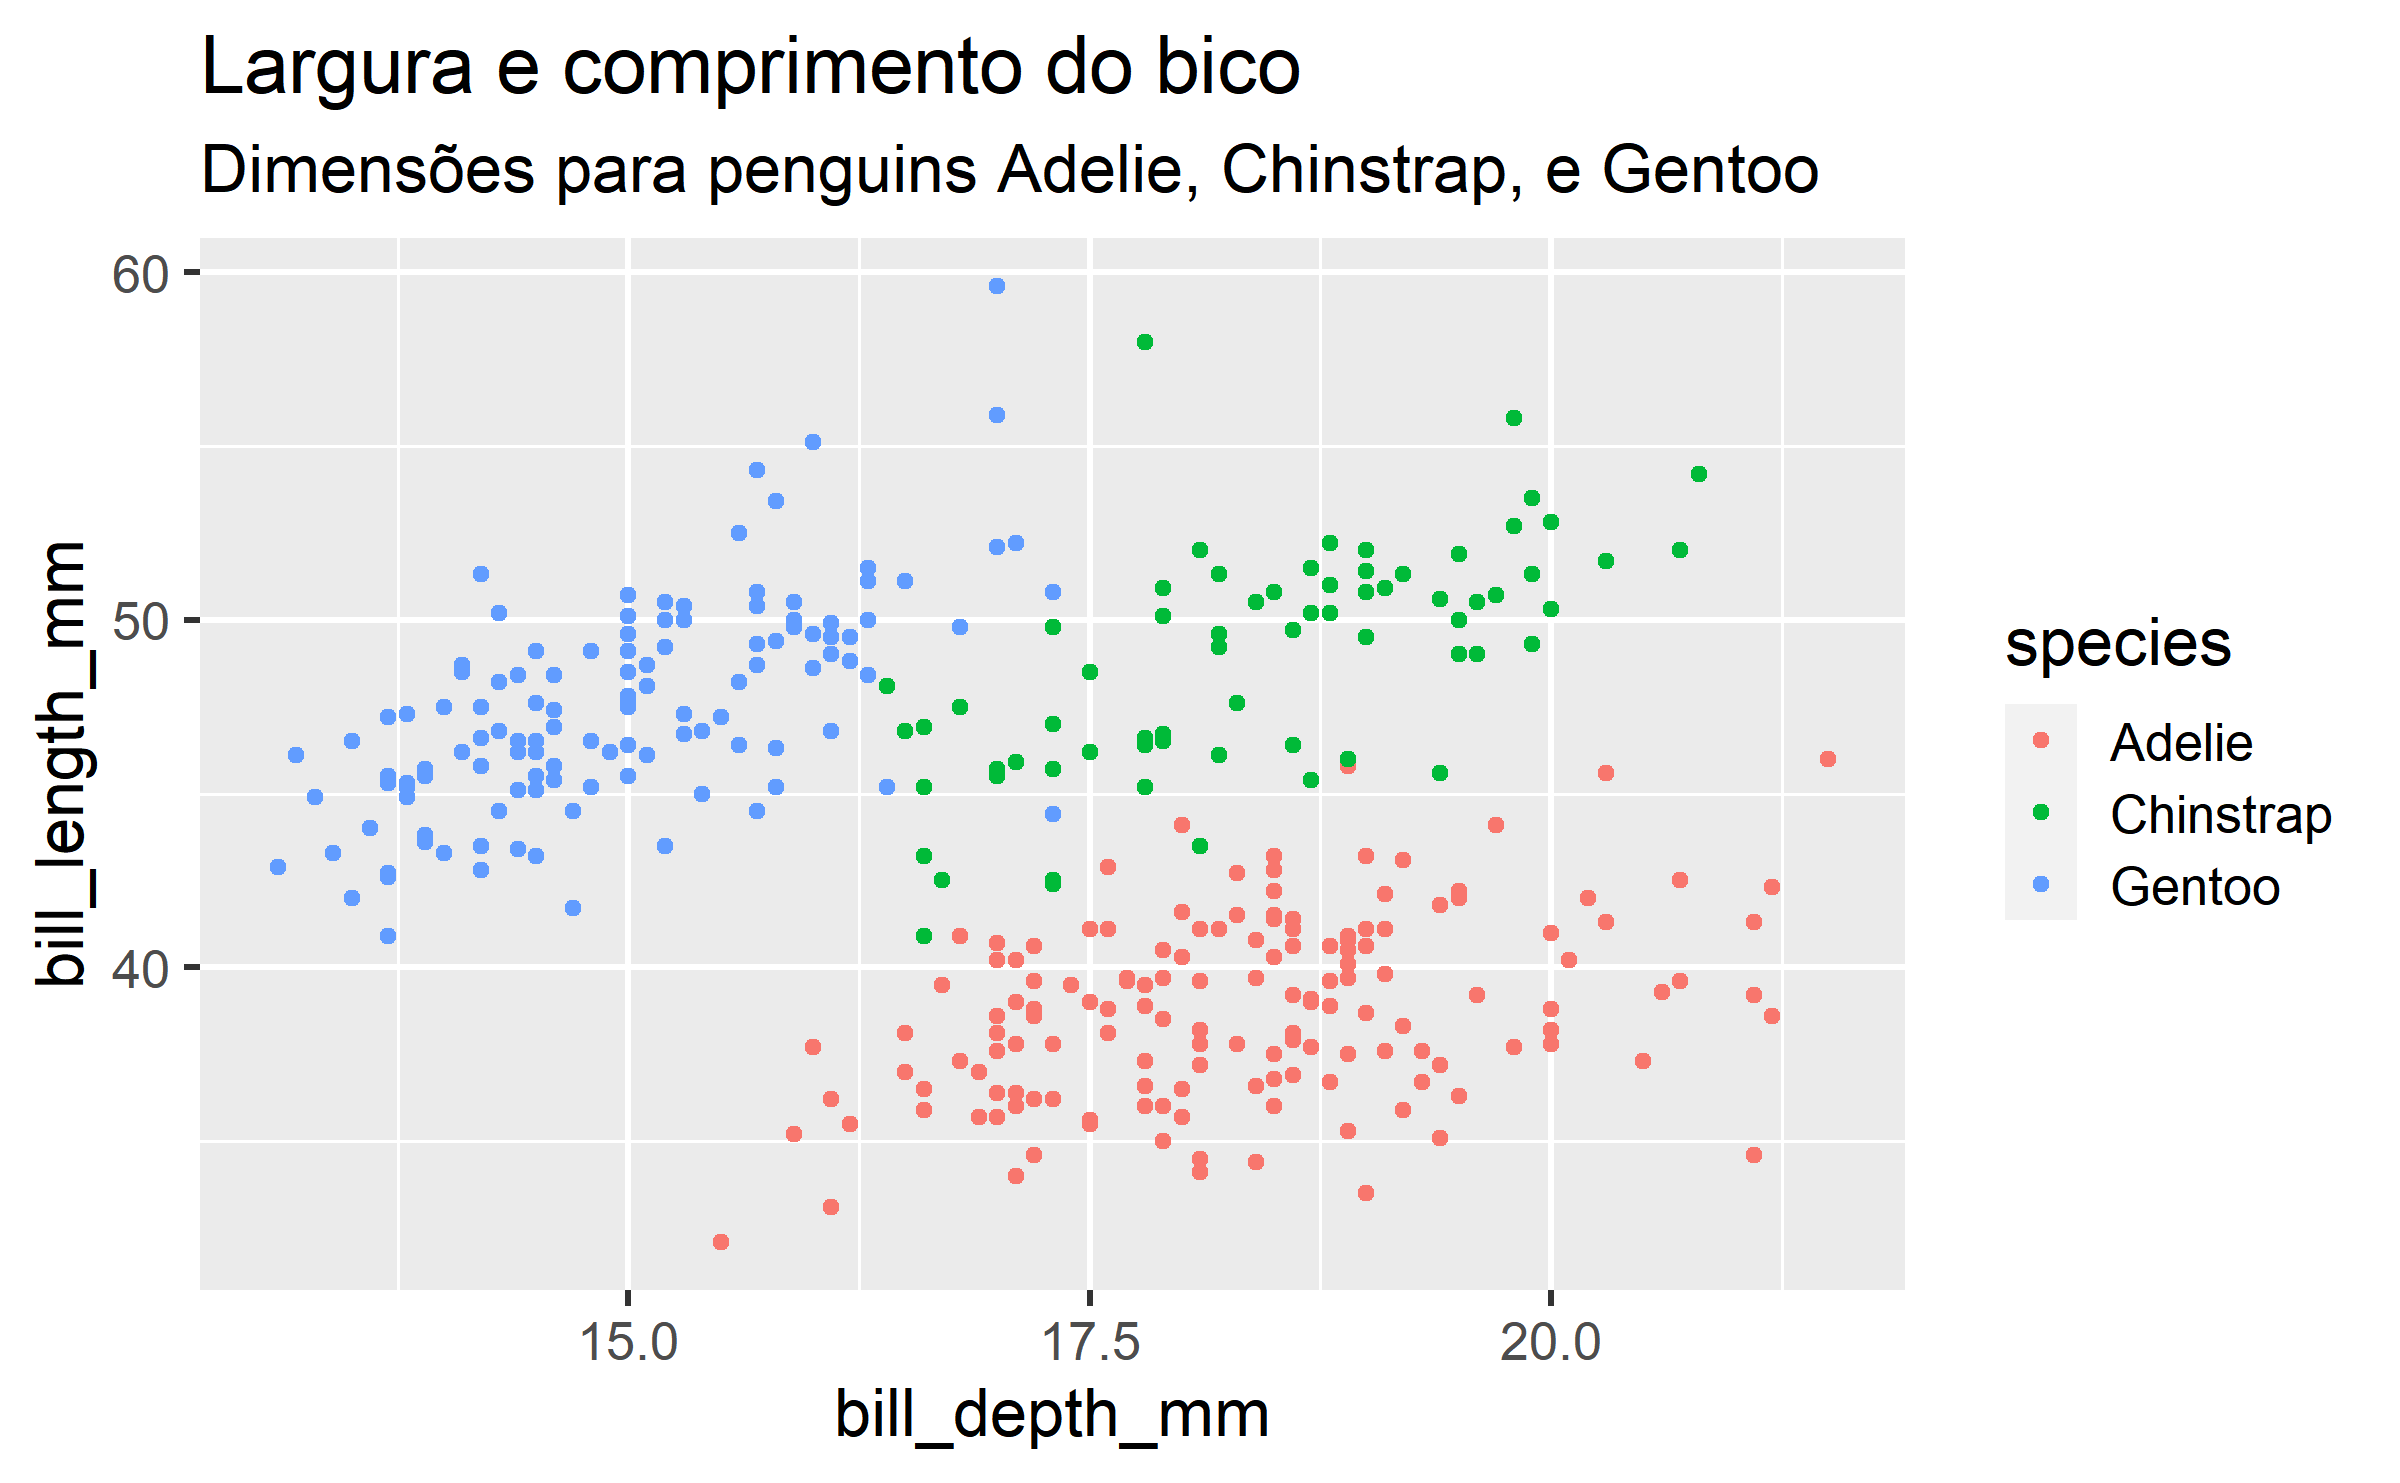 Largura e comprimento do bico
Dimensões para penguins Adelie, Chinstrap, e Gentoo
60
50
40
bill_length_mm
15.0
17.5
20.0
bill_depth_mm
species
Adelie
Chinstrap
Gentoo